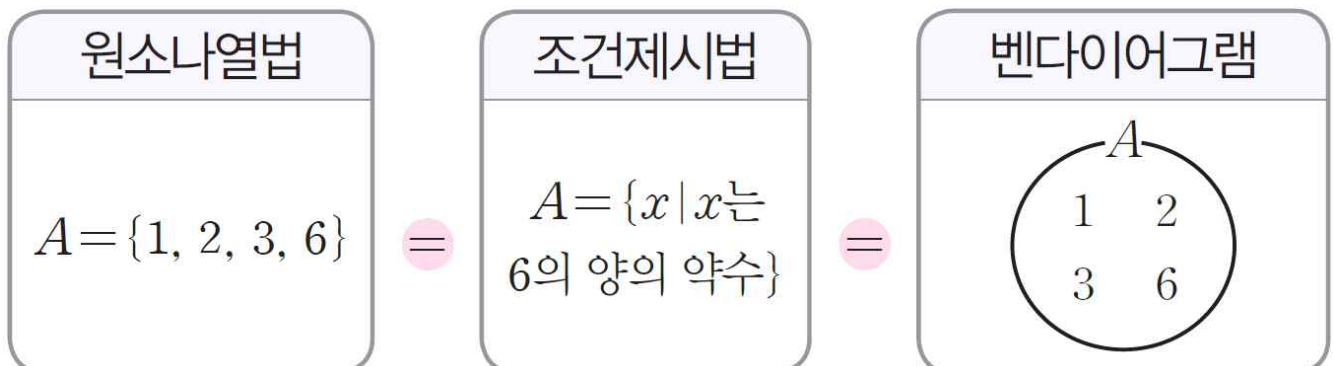 원소나열법
A={1, 2, 3, 6}
=
조건제시법
A={x|x는
6의 양의 약수}
=
벤다이어그램
A
1 2
3 6